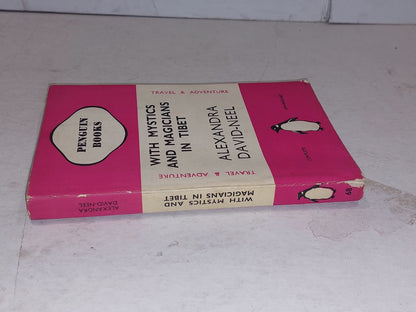 PENGUIN
BOOKS
TRAVEL & ADVENTURE
WITH MYSTICS
AND MAGICIANS
IN
TIBET
ALEXANDRA
DAVID-NEEL
TRAVEL & ADVENTURE
ALEXANDRA
DAVID-NEEL
WITH MYSTICS AND
MAGICIANS IN TIBET